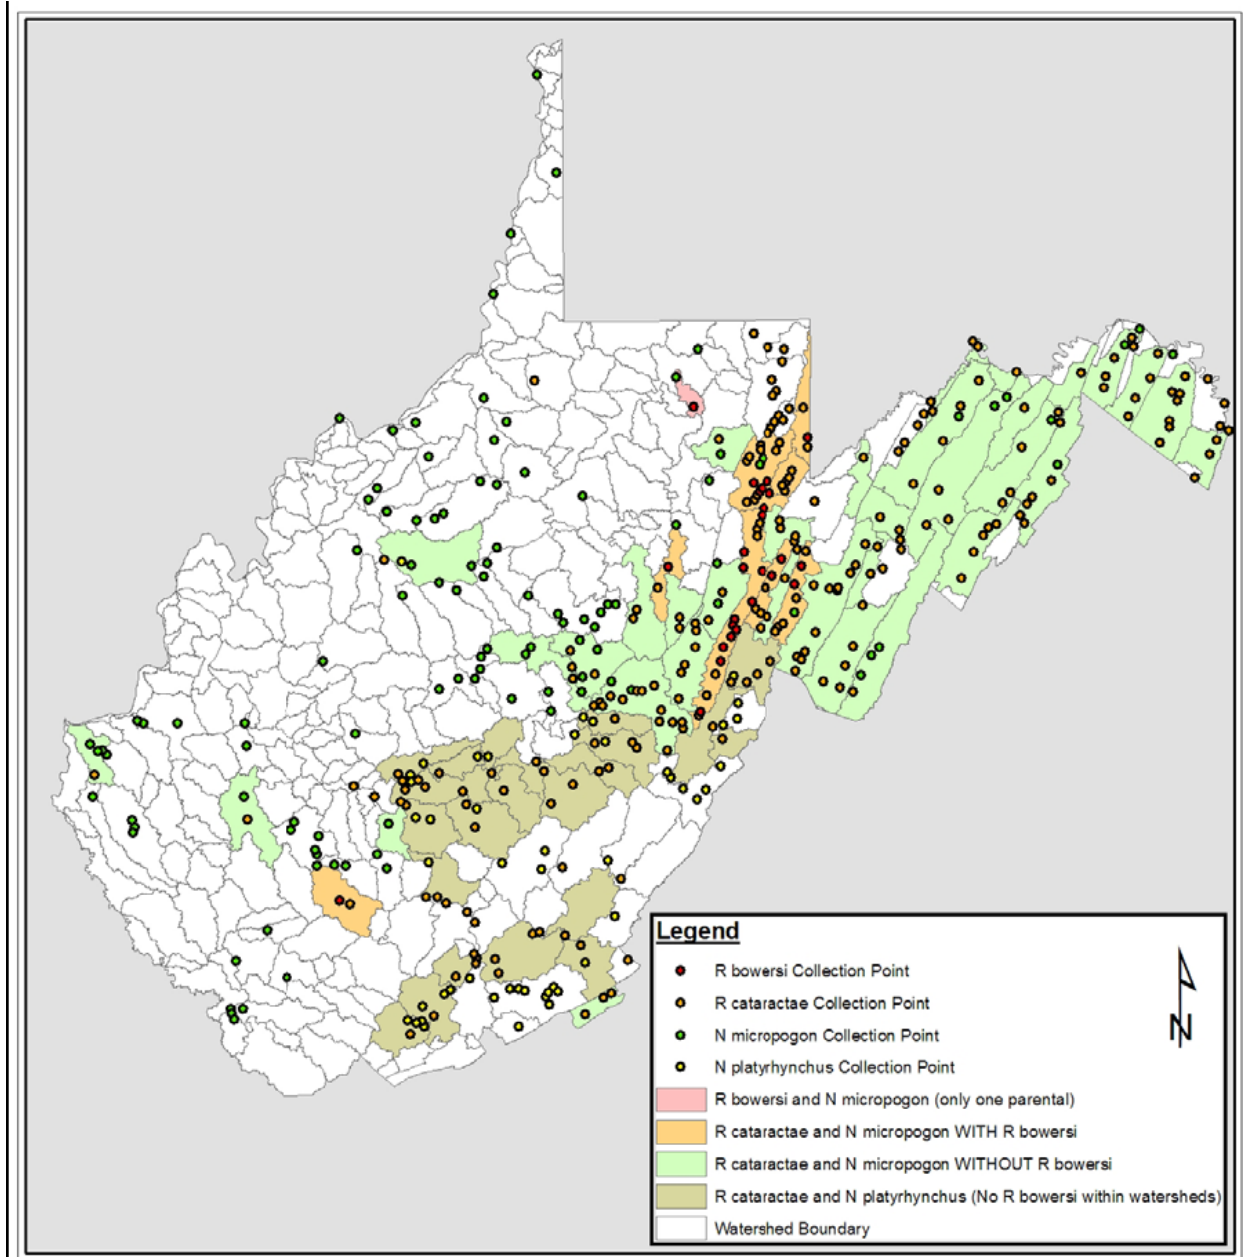 Legend
R bowersi Collection Point
R cataractae Collection Point
N micropogon Collection Point
N platyrhynchus Collection Point
R bowersi and N micropogon (only one parental)
R cataractae and N micropogon WITH R bowersi
R cataractae and N micropogon WITHOUT R bowersi
R cataractae and N platyrhynchus (No R bowersi within watersheds)
Watershed Boundary
N